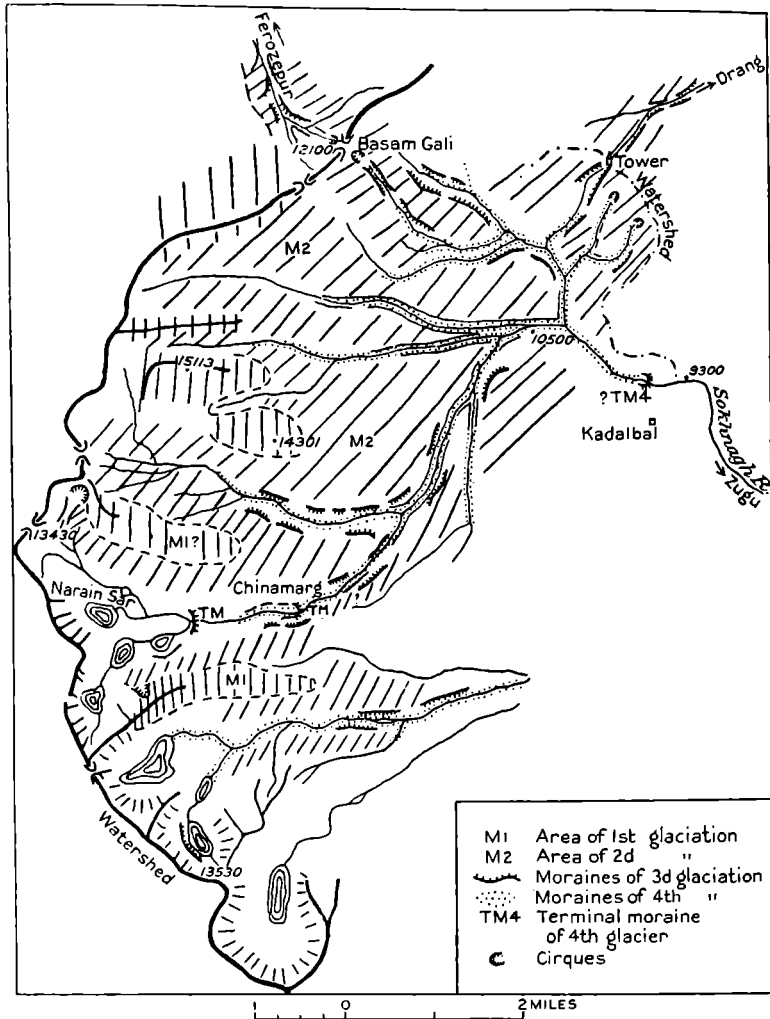 Ferozepur
Drang
12100
Basam Gali
Tower
Watershed
M2
15113
10500
9300
?TM4
Kadalbal
Sokhnagh R.
Zugu
14301
M2
M1?
13430
Narain Sar
Chinamarg
TM
TM
M1
Watershed
13530
M1 Area of 1st glaciation
M2 Area of 2d "
Moraines of 3d glaciation
Moraines of 4th "
TM4 Terminal moraine
of 4th glacier
Cirques
1 0 2 MILES